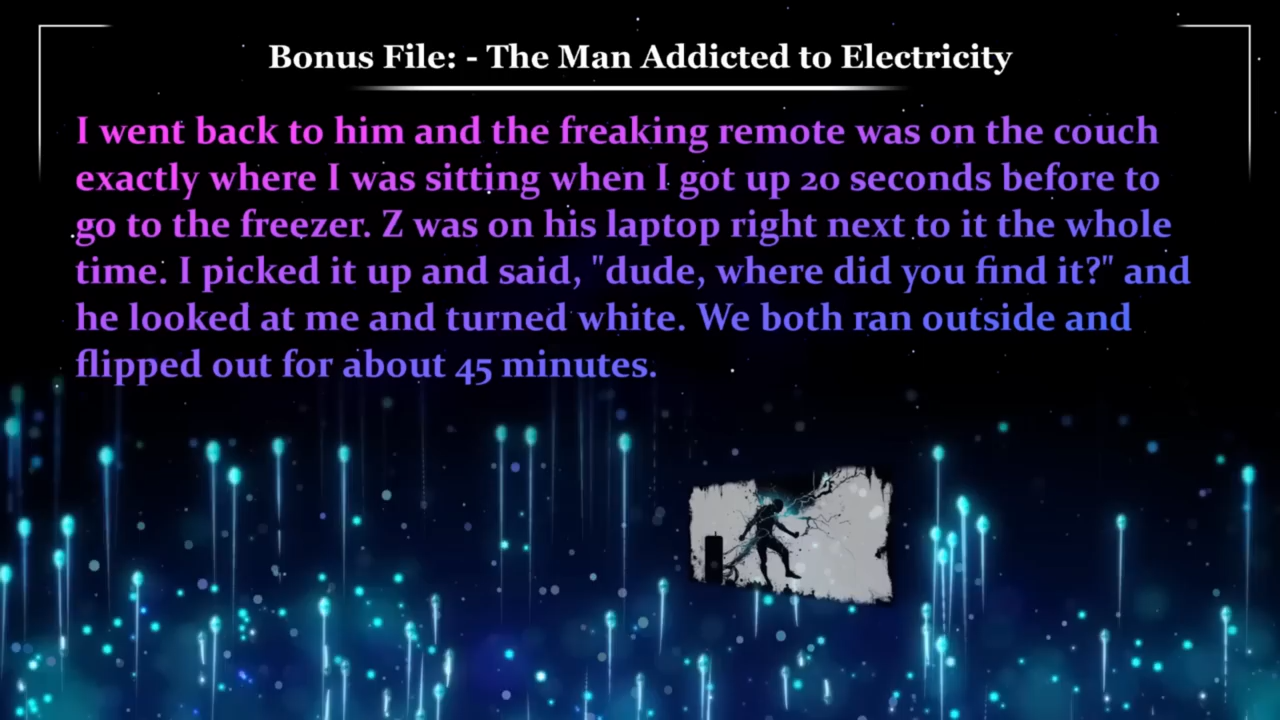 Bonus File: - The Man Addicted to Electricity
I went back to him and the freaking remote was on the couch
exactly where I was sitting when I got up 20 seconds before to
go to the freezer. Z was on his laptop right next to it the whole
time. I picked it up and said, "dude, where did you find it?" and
he looked at me and turned white. We both ran outside and
flipped out for about 45 minutes.